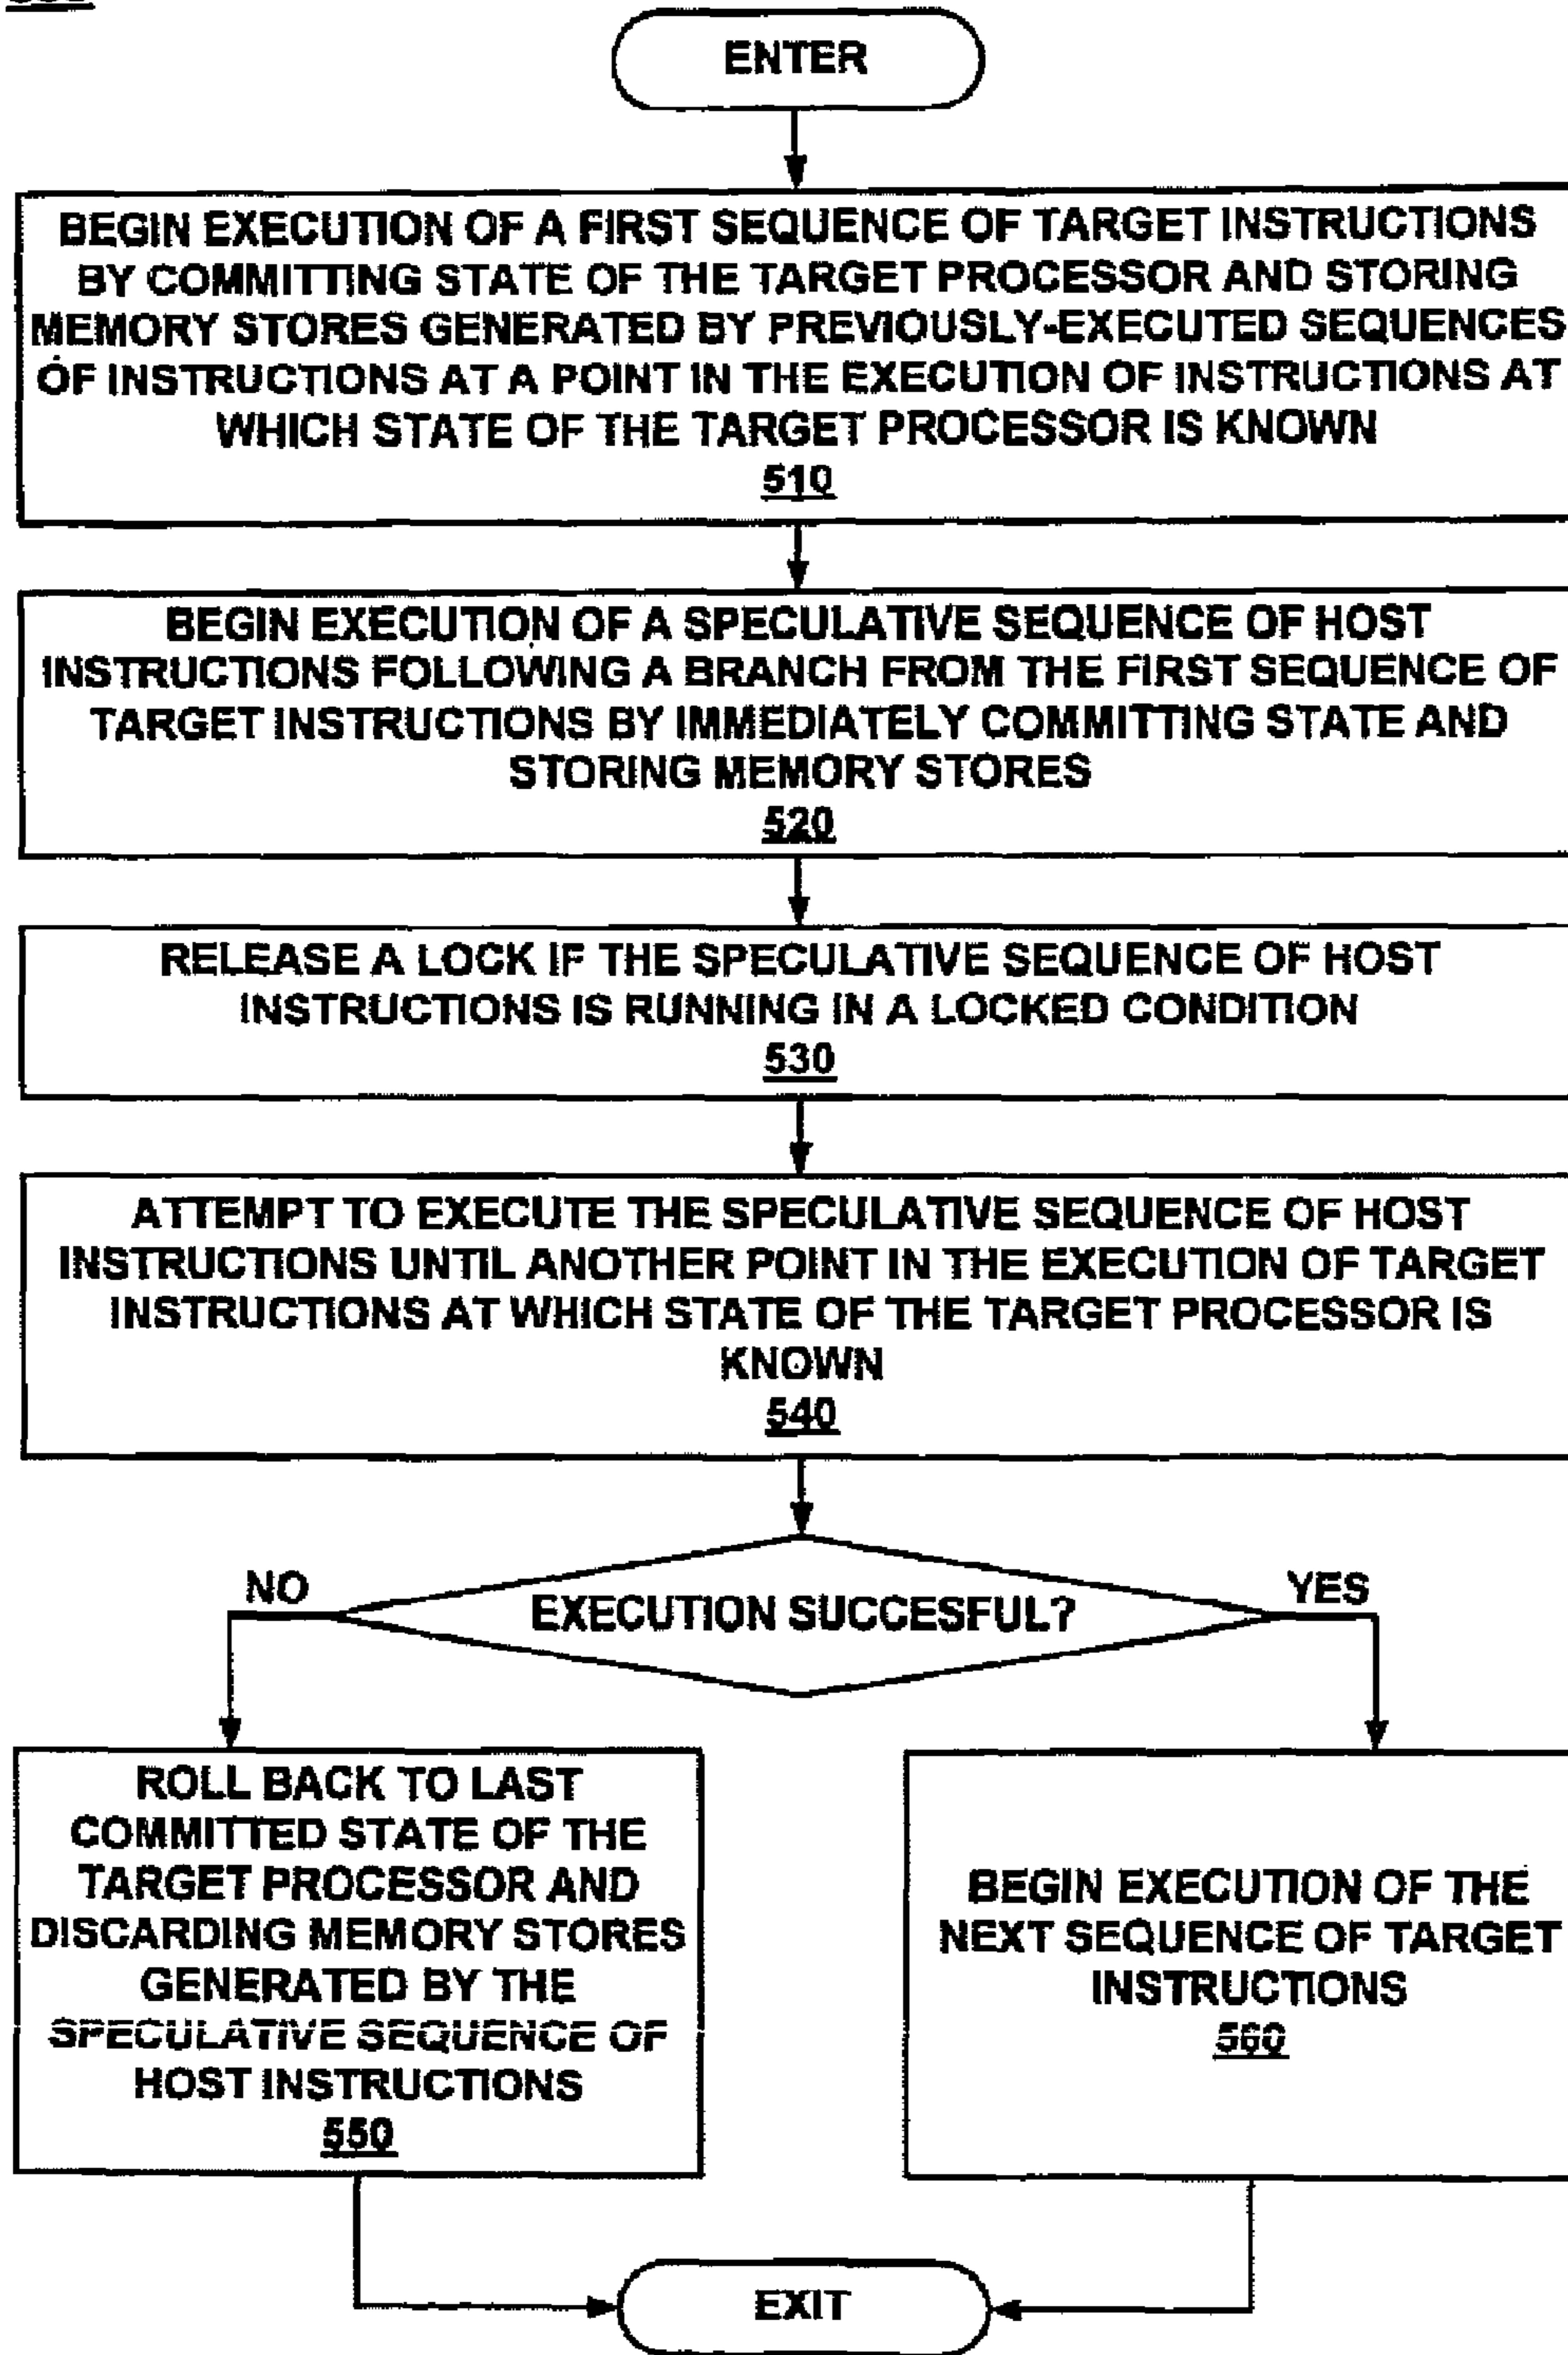 ENTER
BEGIN EXECUTION OF A FIRST SEQUENCE OF TARGET INSTRUCTIONS
BY COMMITTING STATE OF THE TARGET PROCESSOR AND STORING
MEMORY STORES GENERATED BY PREVIOUSLY-EXECUTED SEQUENCES
OF INSTRUCTIONS AT A POINT IN THE EXECUTION OF INSTRUCTIONS AT
WHICH STATE OF THE TARGET PROCESSOR IS KNOWN
510
BEGIN EXECUTION OF A SPECULATIVE SEQUENCE OF HOST
INSTRUCTIONS FOLLOWING A BRANCH FROM THE FIRST SEQUENCE OF
TARGET INSTRUCTIONS BY IMMEDIATELY COMMITTING STATE AND
STORING MEMORY STORES
520
RELEASE A LOCK IF THE SPECULATIVE SEQUENCE OF HOST
INSTRUCTIONS IS RUNNING IN A LOCKED CONDITION
530
ATTEMPT TO EXECUTE THE SPECULATIVE SEQUENCE OF HOST
INSTRUCTIONS UNTIL ANOTHER POINT IN THE EXECUTION OF TARGET
INSTRUCTIONS AT WHICH STATE OF THE TARGET PROCESSOR IS
KNOWN
540
NO
EXECUTION SUCCESFUL?
YES
ROLL BACK TO LAST
COMMITTED STATE OF THE
TARGET PROCESSOR AND
DISCARDING MEMORY STORES
GENERATED BY THE
SPECULATIVE SEQUENCE OF
HOST INSTRUCTIONS
550
BEGIN EXECUTION OF THE
NEXT SEQUENCE OF TARGET
INSTRUCTIONS
560
EXIT